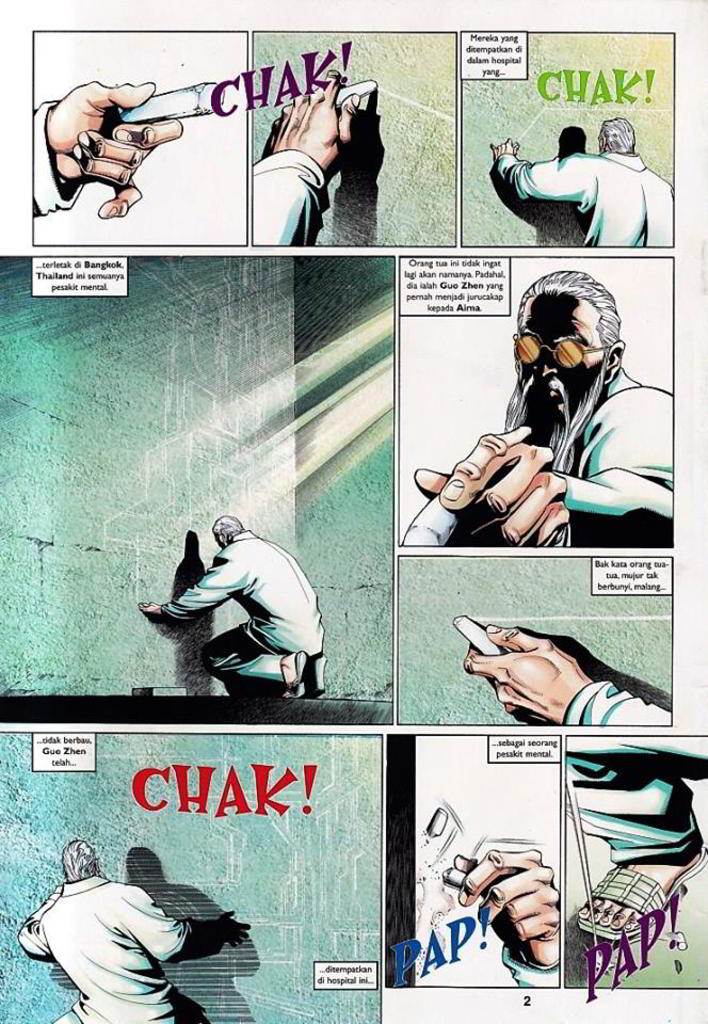 CHAK!
Mereka yang
ditempatkan di
dalam hospital
yang...
CHAK!
...terletak di Bangkok,
Thailand ini semuanya
pesakit mental.
Orang tua ini tidak ingat
lagi akan namanya. Padahal,
dia ialah Guo Zhen yang
pernah menjadi jurucakap
kepada Aima.
Bak kata orang tua-
tua, mujur tak
berbunyi, malang...
...tidak berbau,
Guo Zhen
telah...
CHAK!
...ditempatkan
di hospital ini...
...sebagai seorang
pesakit mental.
PAP!
PAP!
2